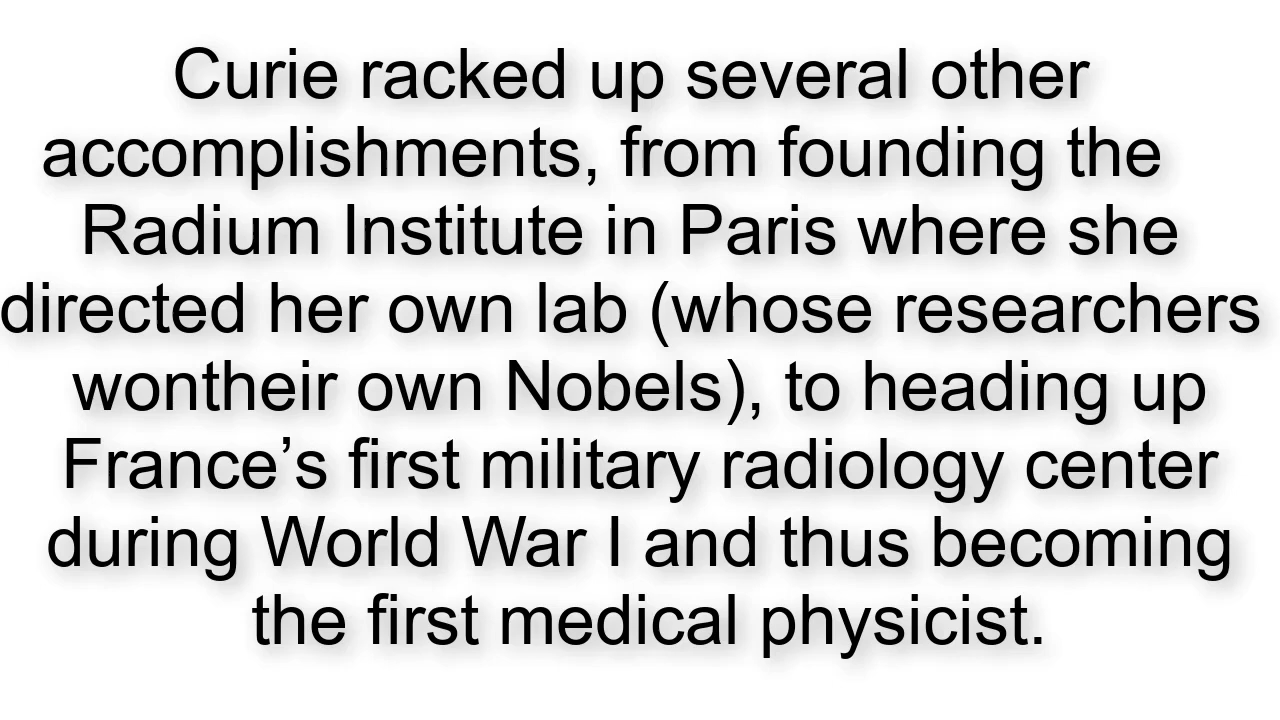 Curie racked up several other
accomplishments, from founding the
Radium Institute in Paris where she
directed her own lab (whose researchers
wontheir own Nobels), to heading up
France’s first military radiology center
during World War I and thus becoming
the first medical physicist.